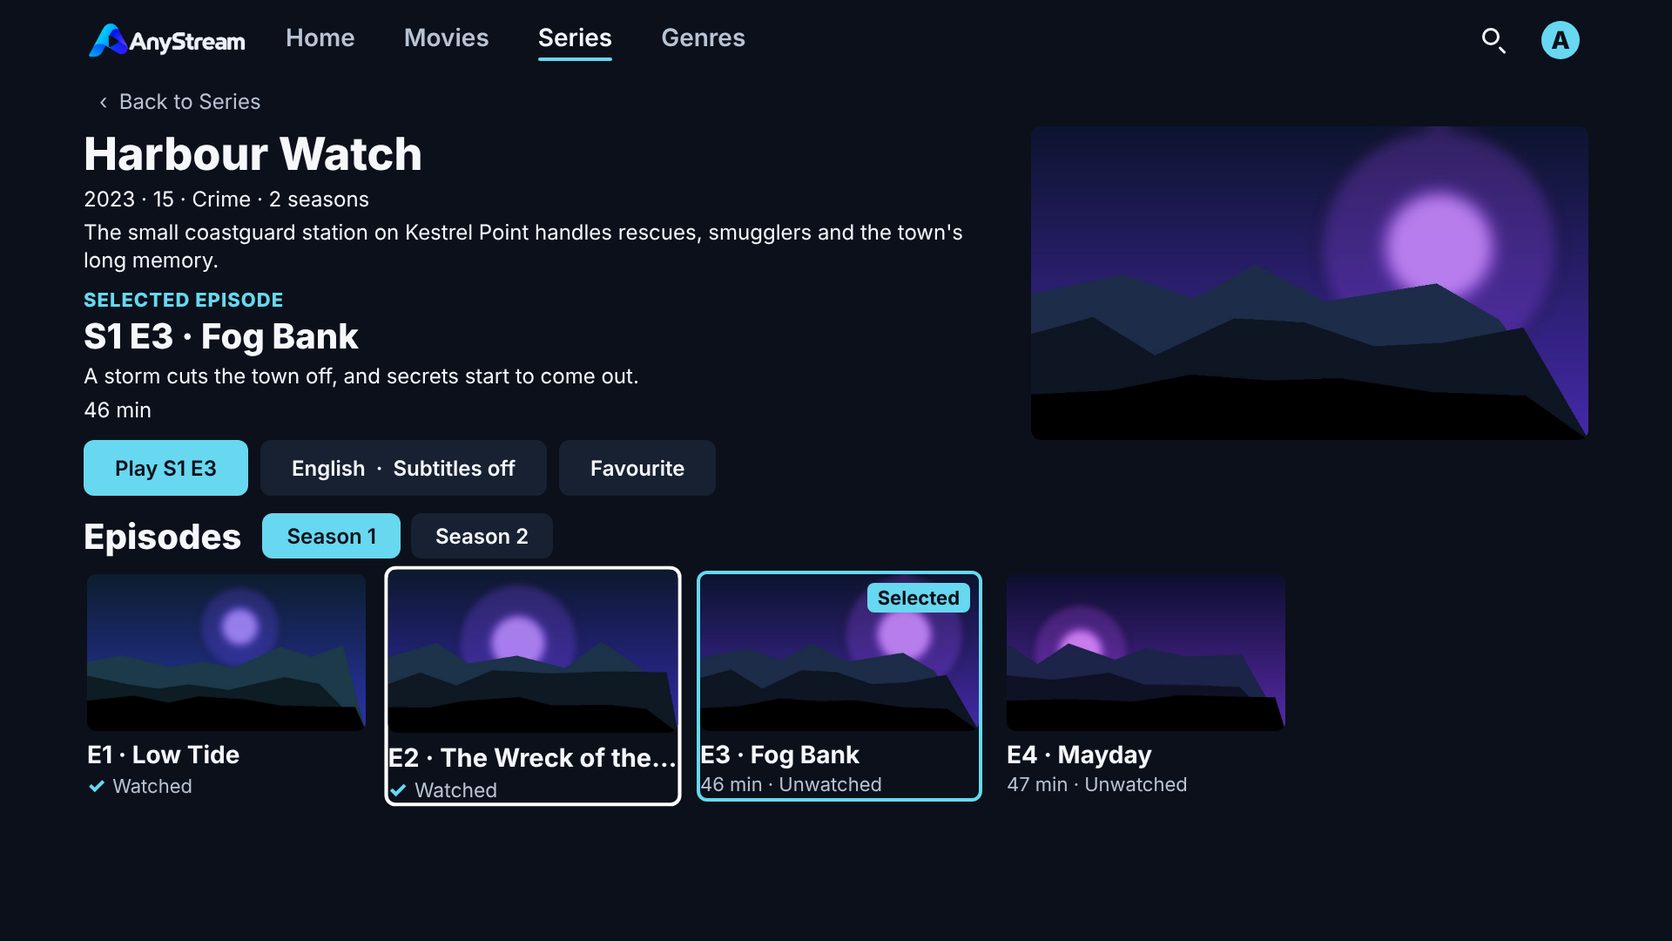 AnyStream
Home
Movies
Series
Genres
A
‹ Back to Series
Harbour Watch
2023 · 15 · Crime · 2 seasons
The small coastguard station on Kestrel Point handles rescues, smugglers and the town's
long memory.
SELECTED EPISODE
S1 E3 · Fog Bank
A storm cuts the town off, and secrets start to come out.
46 min
Play S1 E3
English · Subtitles off
Favourite
Episodes
Season 1
Season 2
E1 · Low Tide
Watched
E2 · The Wreck of the...
Watched
Selected
E3 · Fog Bank
46 min · Unwatched
E4 · Mayday
47 min · Unwatched